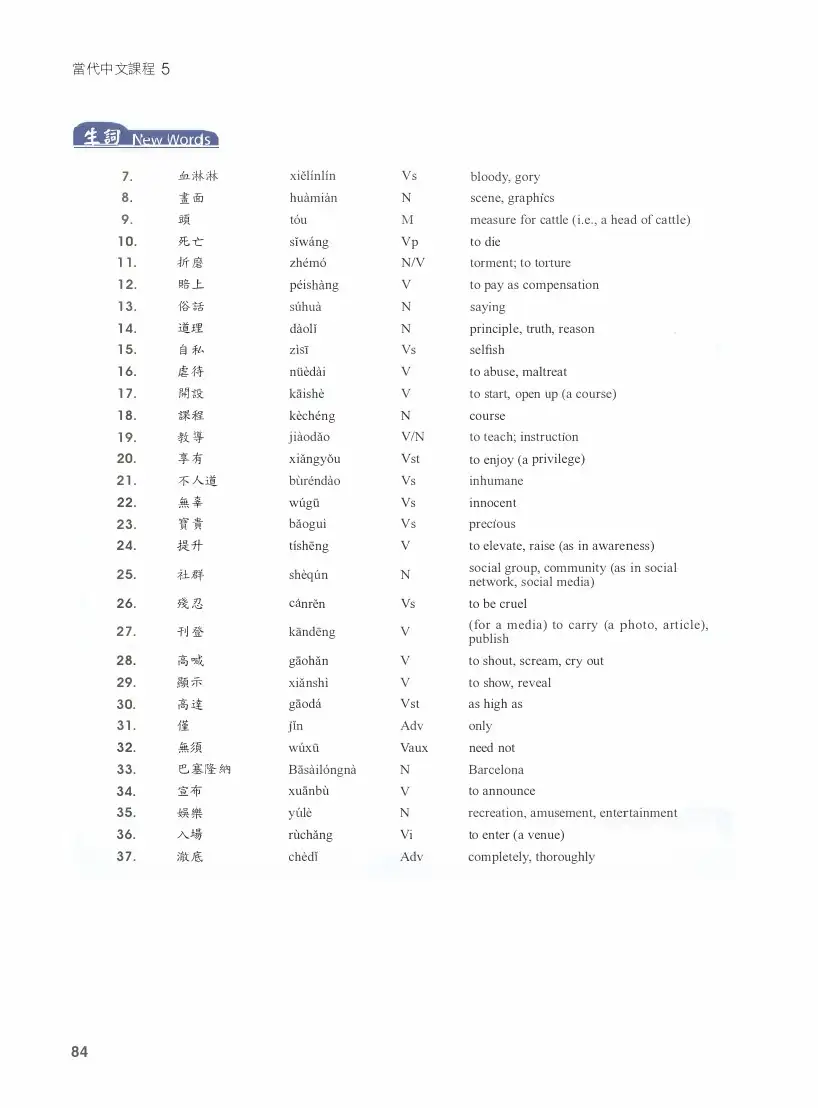 當代中文課程 5
生詞 New Words
7. 血淋淋 xiělínlín Vs bloody, gory
8. 畫面 huàmiàn N scene, graphics
9. 頭 tóu M measure for cattle (i.e., a head of cattle)
10. 死亡 sǐwáng Vp to die
11. 折磨 zhémó N/V torment; to torture
12. 賠上 péishàng V to pay as compensation
13. 俗話 súhuà N saying
14. 道理 dàolǐ N principle, truth, reason
15. 自私 zìsī Vs selfish
16. 虐待 nüèdài V to abuse, maltreat
17. 開設 kāishè V to start, open up (a course)
18. 課程 kèchéng N course
19. 教導 jiàodǎo V/N to teach; instruction
20. 享有 xiǎngyǒu Vst to enjoy (a privilege)
21. 不人道 bùréndào Vs inhumane
22. 無辜 wúgū Vs innocent
23. 寶貴 bǎoguì Vs precious
24. 提升 tíshēng V to elevate, raise (as in awareness)
25. 社群 shèqún N social group, community (as in social
network, social media)
26. 殘忍 cánrěn Vs to be cruel
27. 刊登 kāndēng V (for a media) to carry (a photo, article),
publish
28. 高喊 gāohǎn V to shout, scream, cry out
29. 顯示 xiǎnshì V to show, reveal
30. 高達 gāodá Vst as high as
31. 僅 jǐn Adv only
32. 無須 wúxū Vaux need not
33. 巴塞隆納 Bāsàilóngnà N Barcelona
34. 宣布 xuānbù V to announce
35. 娛樂 yúlè N recreation, amusement, entertainment
36. 入場 rùchǎng Vi to enter (a venue)
37. 澈底 chèdǐ Adv completely, thoroughly
84